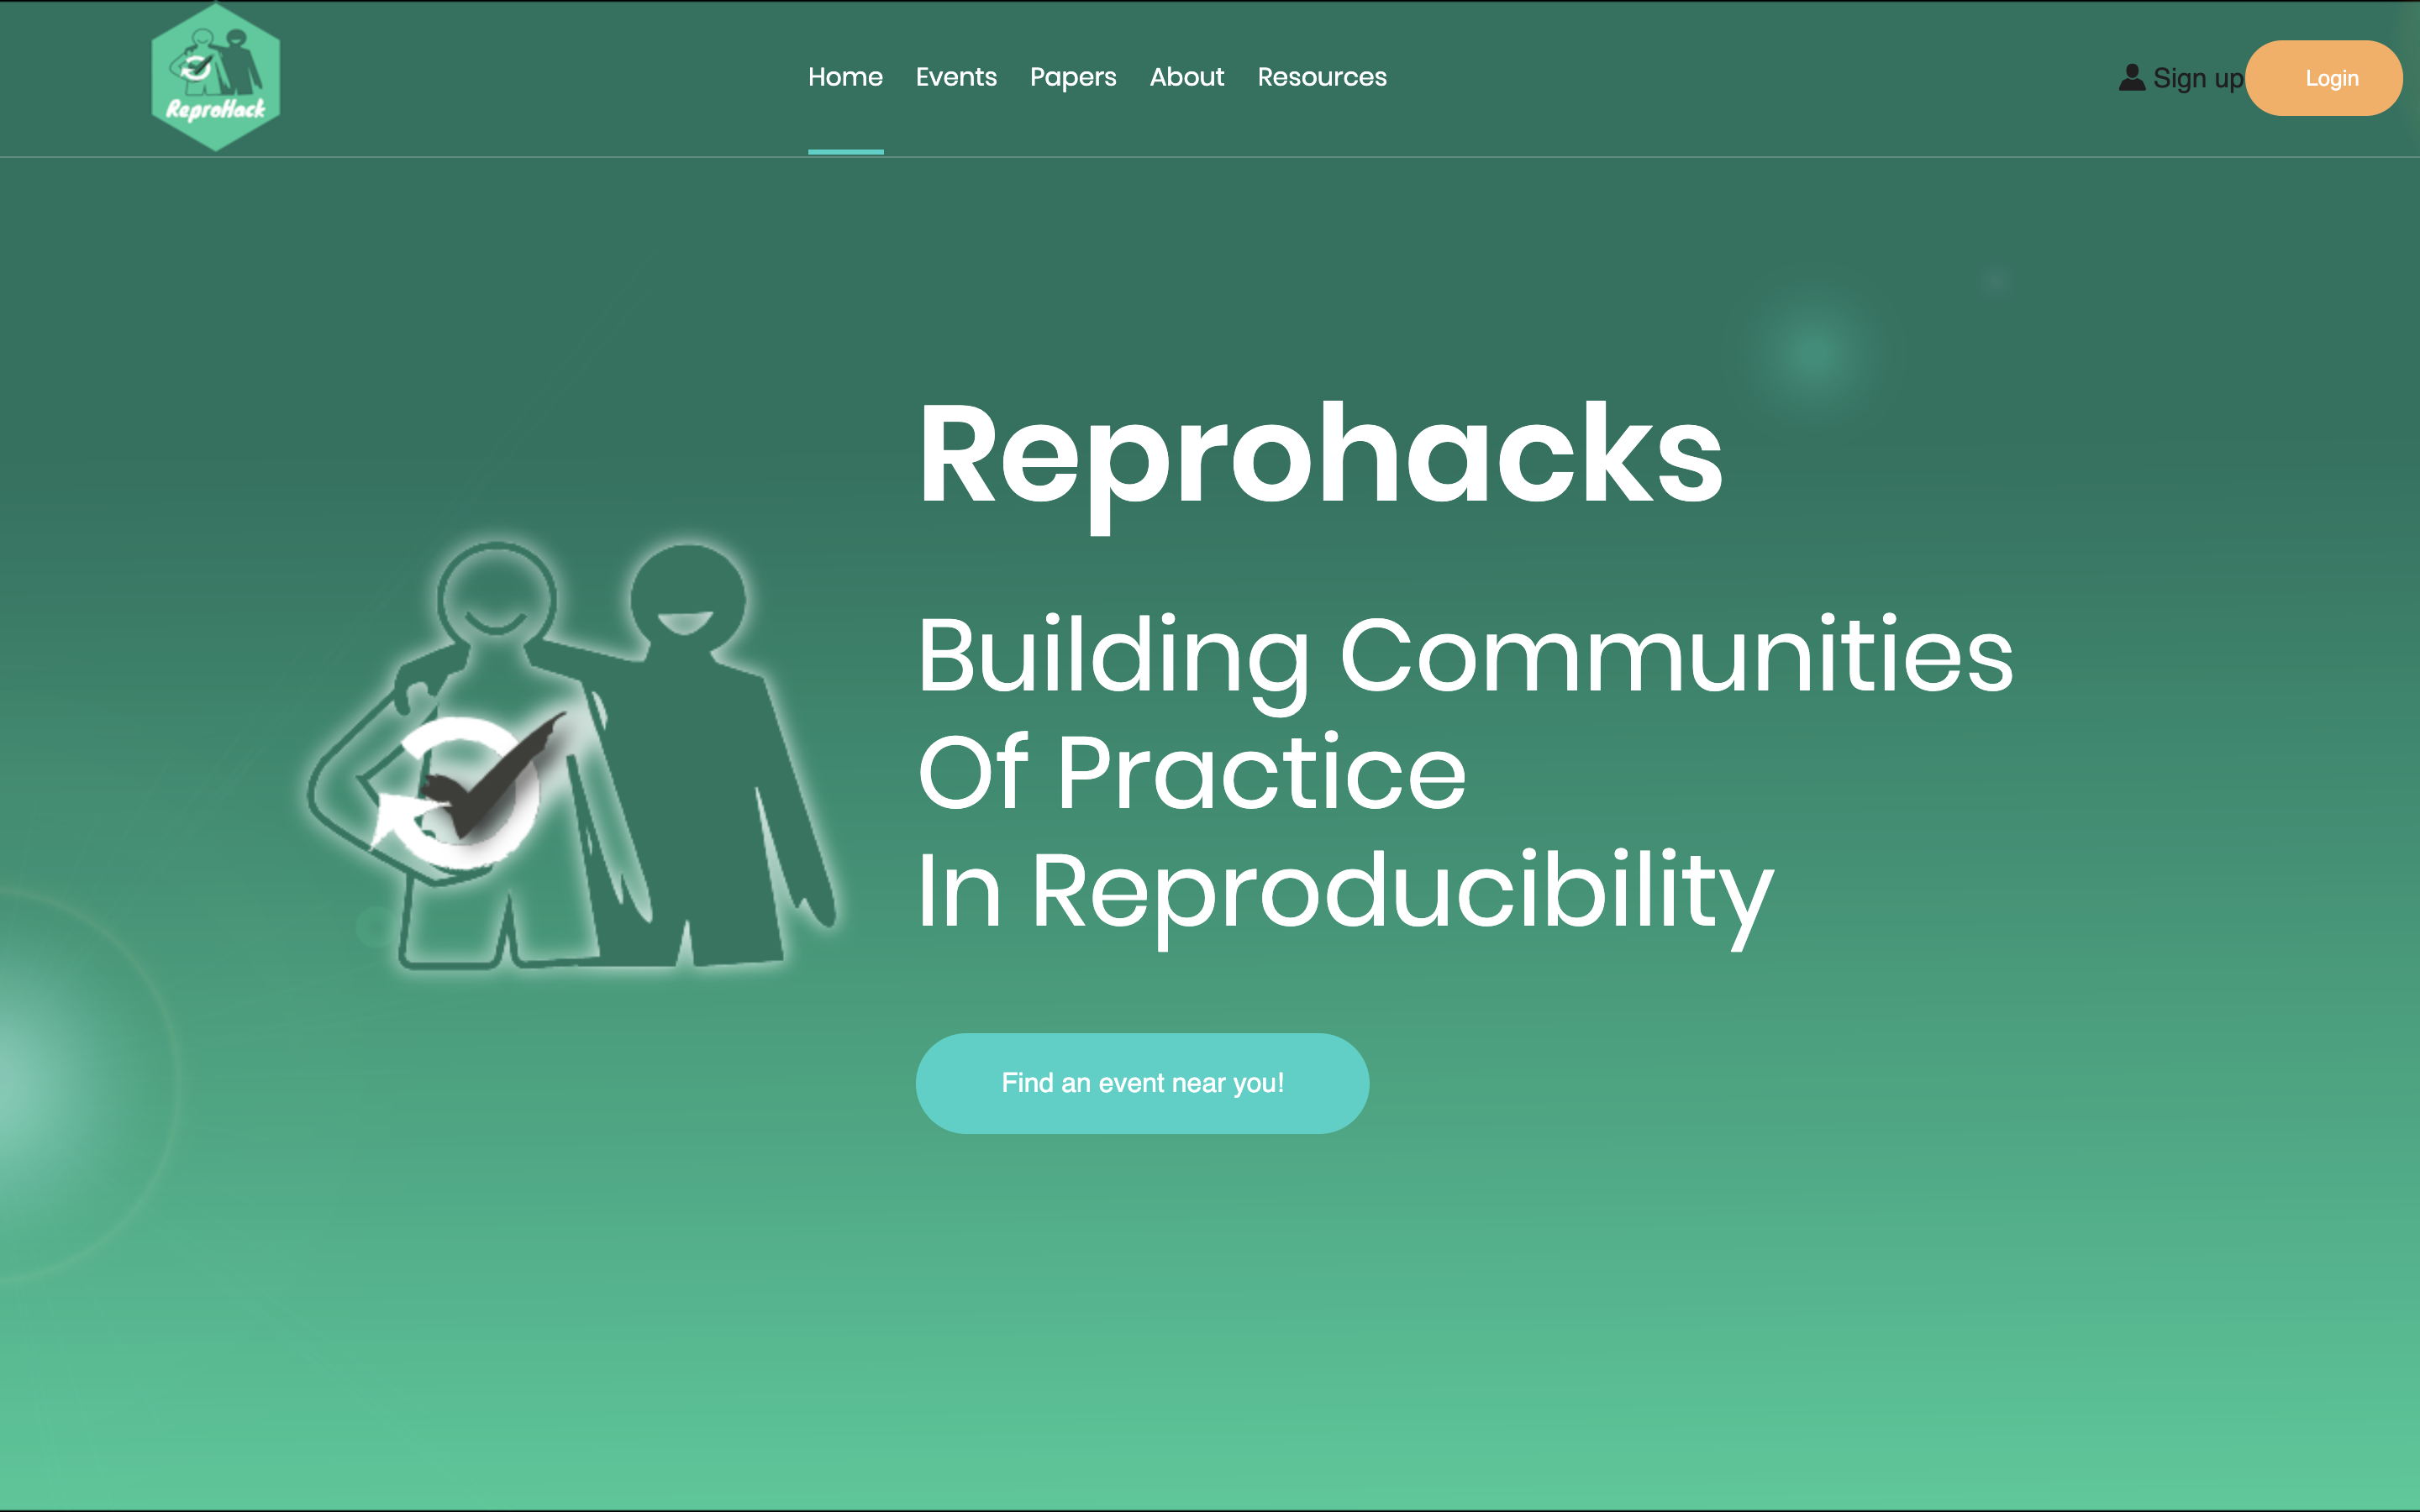 ReproHack
Home Events Papers About Resources
Sign up Login
Reprohacks
Building Communities
Of Practice
In Reproducibility
Find an event near you!